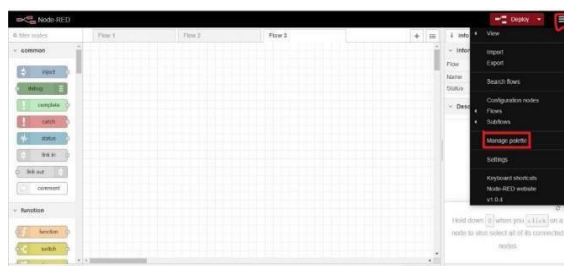 Node-RED
Deploy
filter nodes
Flow 1
Flow 2
Flow 3
info
View
common
Import
Export
Flow
Name
Status
Search flows
inject
debug
complete
catch
status
link in
link out
comment
Configuration nodes
Flows
Subflows
Manage palette
Settings
Keyboard shortcuts
Node-RED website
v1.0.4
function
function
switch
Hold down when you click on a
node to also select all of its connected
nodes